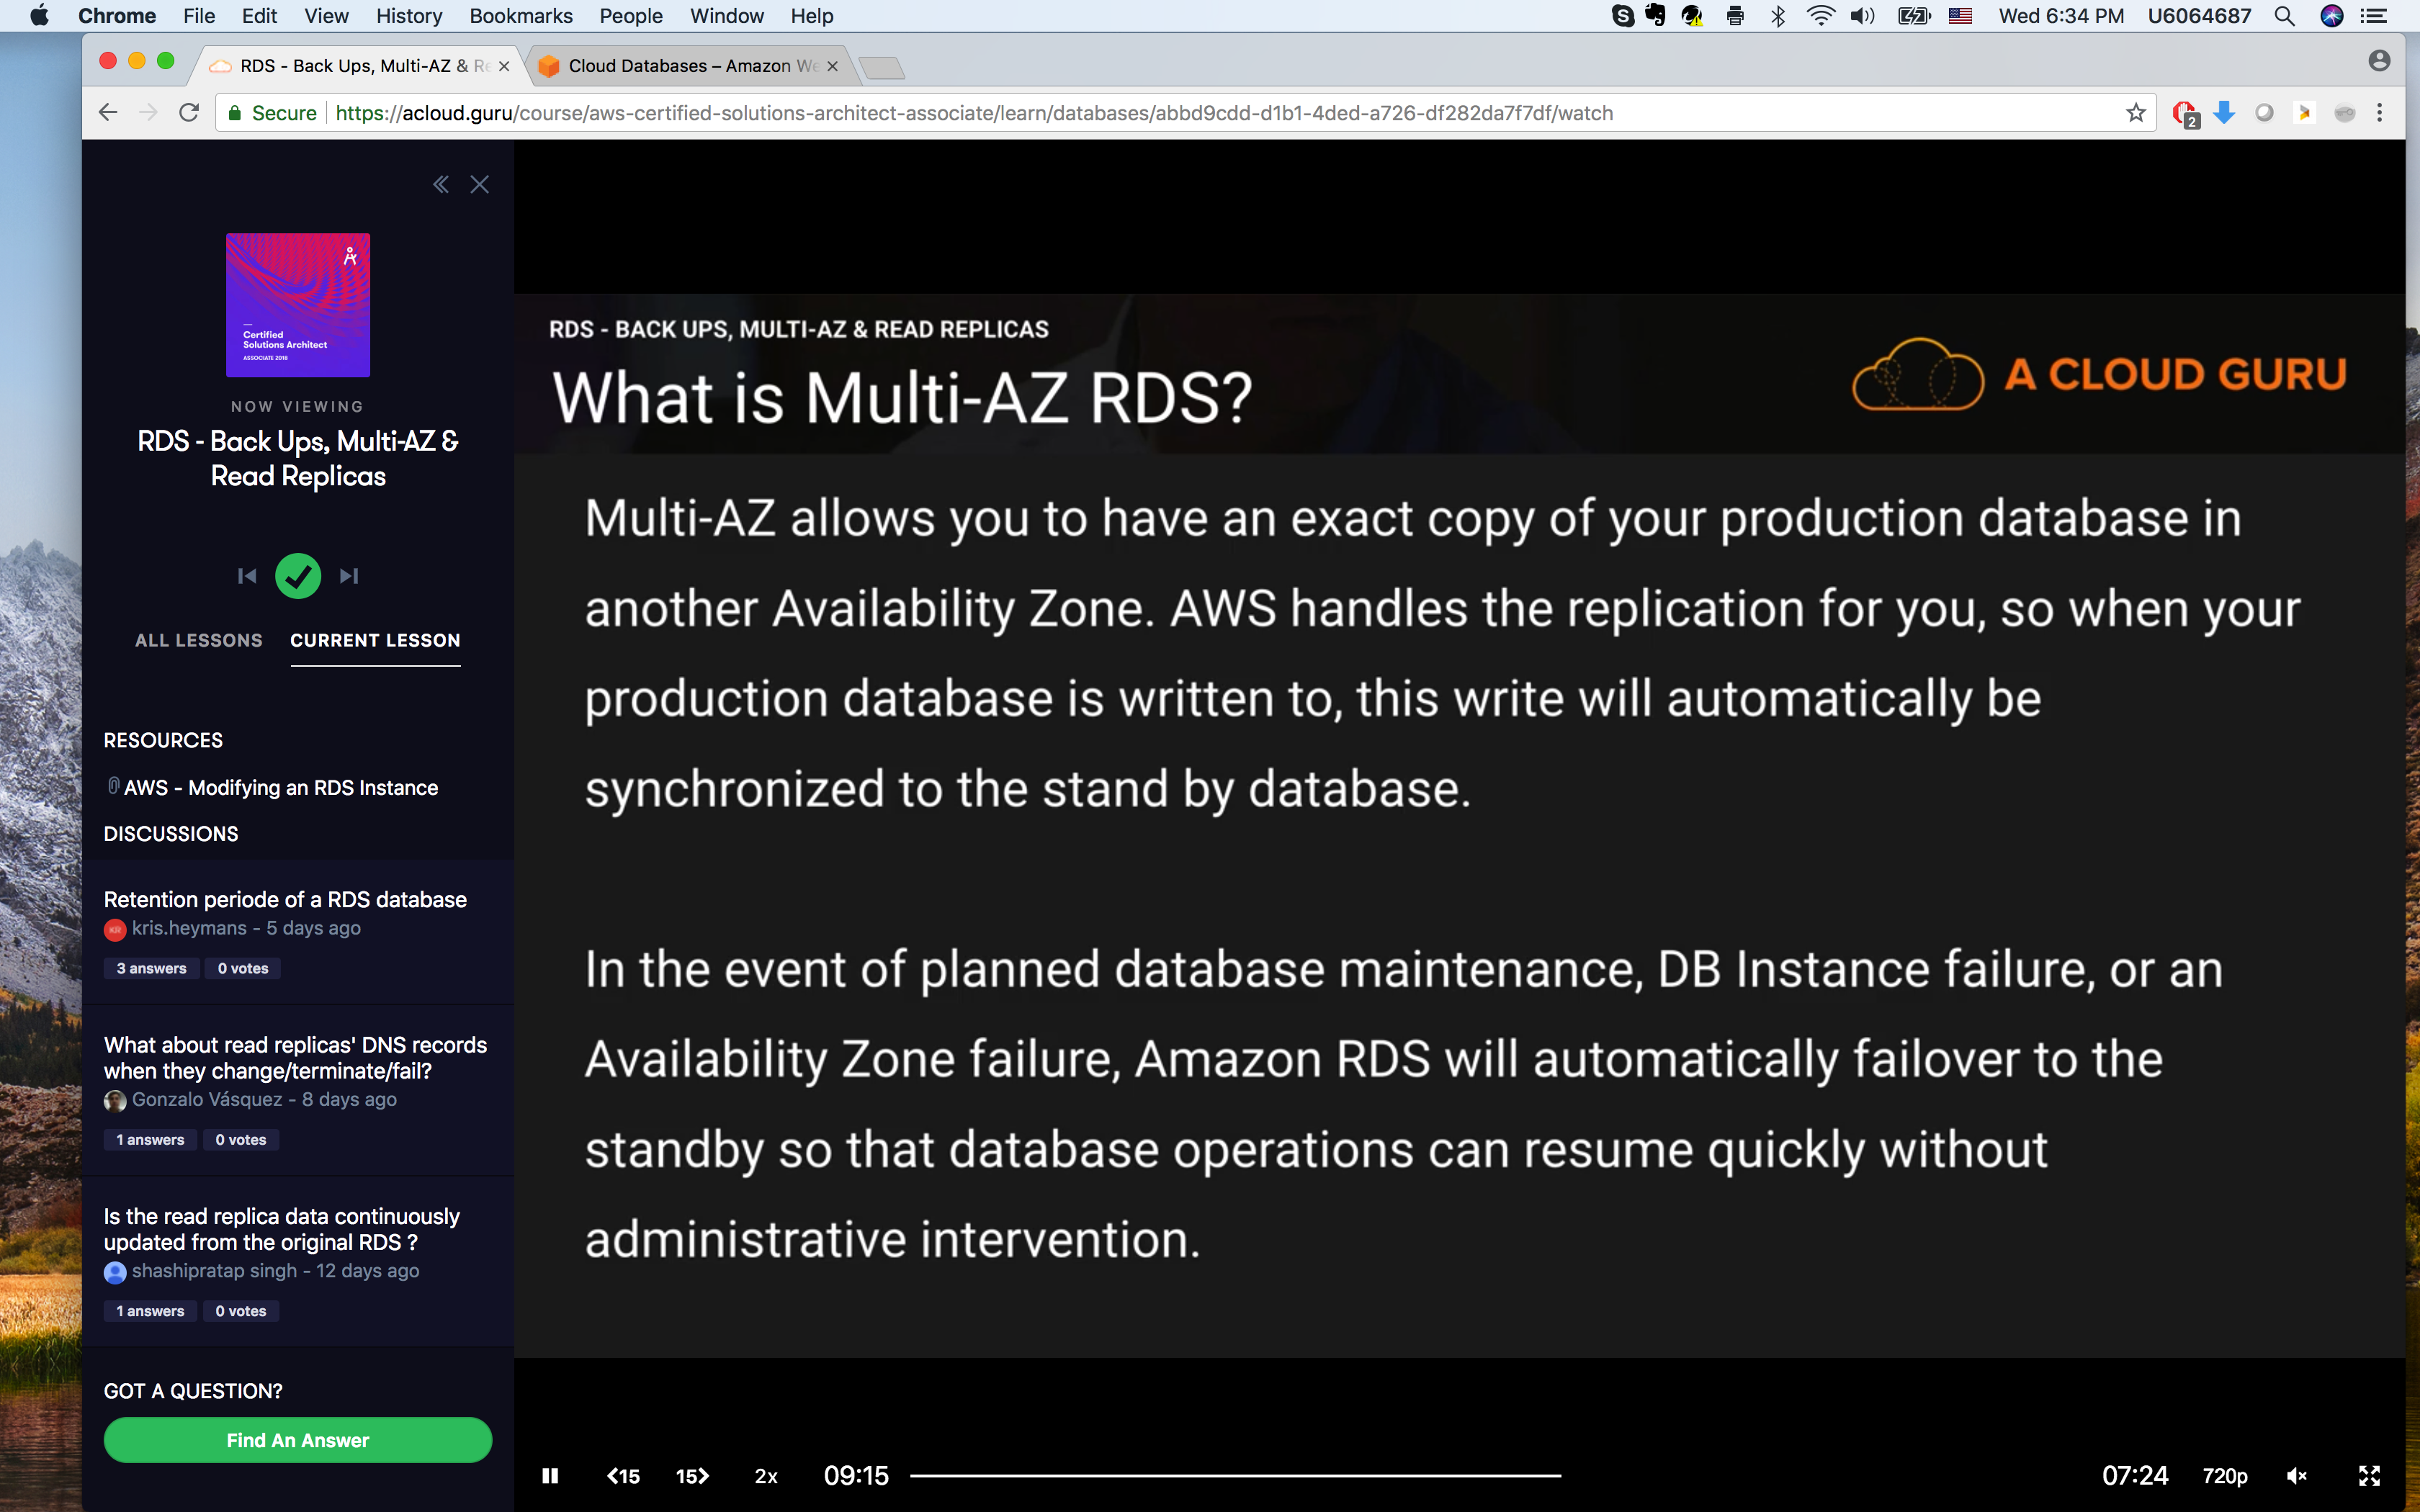 Chrome File Edit View History Bookmarks People Window Help
Wed 6:34 PM U6064687
RDS - Back Ups, Multi-AZ & Re
Cloud Databases – Amazon We
Secure https://acloud.guru/course/aws-certified-solutions-architect-associate/learn/databases/abbd9cdd-d1b1-4ded-a726-df282da7f7df/watch
2
Certified
Solutions Architect
ASSOCIATE 2018
NOW VIEWING
RDS - Back Ups, Multi-AZ &
Read Replicas
ALL LESSONS CURRENT LESSON
RESOURCES
AWS - Modifying an RDS Instance
DISCUSSIONS
Retention periode of a RDS database
KR kris.heymans - 5 days ago
3 answers 0 votes
What about read replicas' DNS records
when they change/terminate/fail?
Gonzalo Vásquez - 8 days ago
1 answers 0 votes
Is the read replica data continuously
updated from the original RDS ?
shashipratap singh - 12 days ago
1 answers 0 votes
GOT A QUESTION?
Find An Answer
RDS - BACK UPS, MULTI-AZ & READ REPLICAS
What is Multi-AZ RDS?
A CLOUD GURU
Multi-AZ allows you to have an exact copy of your production database in
another Availability Zone. AWS handles the replication for you, so when your
production database is written to, this write will automatically be
synchronized to the stand by database.
In the event of planned database maintenance, DB Instance failure, or an
Availability Zone failure, Amazon RDS will automatically failover to the
standby so that database operations can resume quickly without
administrative intervention.
15 15 2x 09:15 07:24 720p